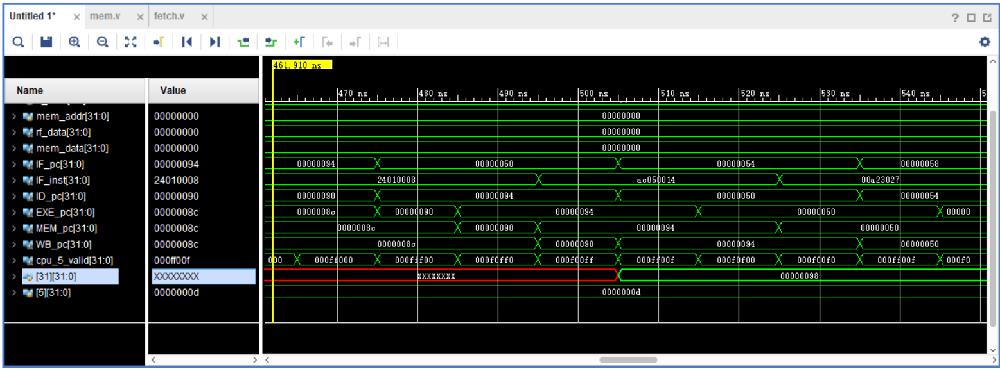 Untitled 1* × mem.v × fetch.v ×
?
461.910 ns
Name Value
470 ns 480 ns 490 ns 500 ns 510 ns 520 ns 530 ns 540 ns 5
mem_addr[31:0] 00000000 00000000
rf_data[31:0] 00000000 00000000
mem_data[31:0] 00000000 00000000
IF_pc[31:0] 00000094 00000094 00000050 00000054 00000058
IF_inst[31:0] 24010008 24010008 ac050014 00a23027
ID_pc[31:0] 00000090 00000090 00000094 00000050 00000054
EXE_pc[31:0] 0000008c 0000008c 00000090 00000094 00000050 00000
MEM_pc[31:0] 0000008c 0000008c 00000090 00000094 00000050
WB_pc[31:0] 0000008c 0000008c 00000090 00000094 00000050
cpu_5_valid[31:0] 000ff00f 000 000ff000 000fff00 000f0ff0 000f00ff 000ff00f 000f0f00 000f00f0 000ff00f 000f0
[31][31:0] XXXXXXXX XXXXXXXX 00000098
[5][31:0] 0000000d 0000000d